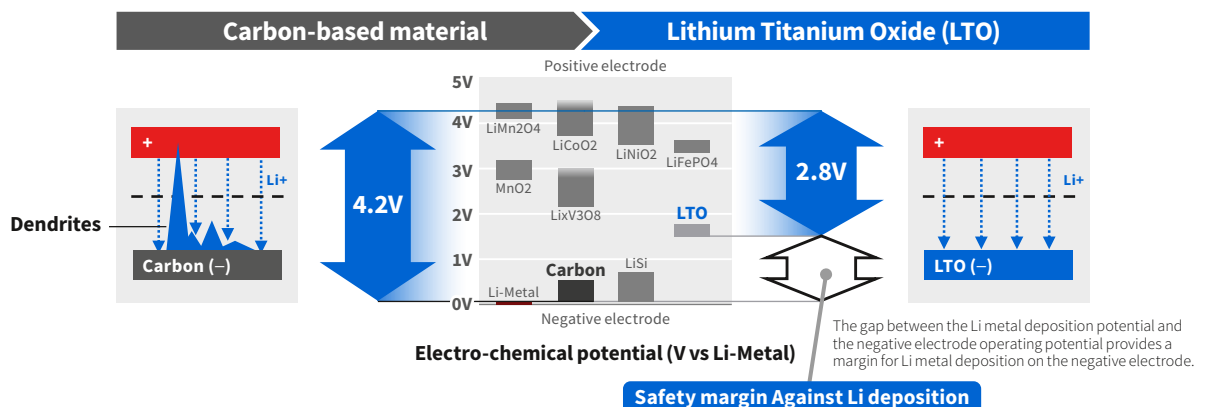 Carbon-based material
Lithium Titanium Oxide (LTO)
Positive electrode
5V
4V
3V
2V
1V
0V
LiMn2O4
LiCoO2
LiNiO2
LiFePO4
MnO2
LixV3O8
LTO
Carbon
LiSi
Li-Metal
Negative electrode
Electro-chemical potential (V vs Li-Metal)
+
Li+
Dendrites
Carbon (–)
4.2V
2.8V
+
Li+
LTO (–)
The gap between the Li metal deposition potential and
the negative electrode operating potential provides a
margin for Li metal deposition on the negative electrode.
Safety margin Against Li deposition